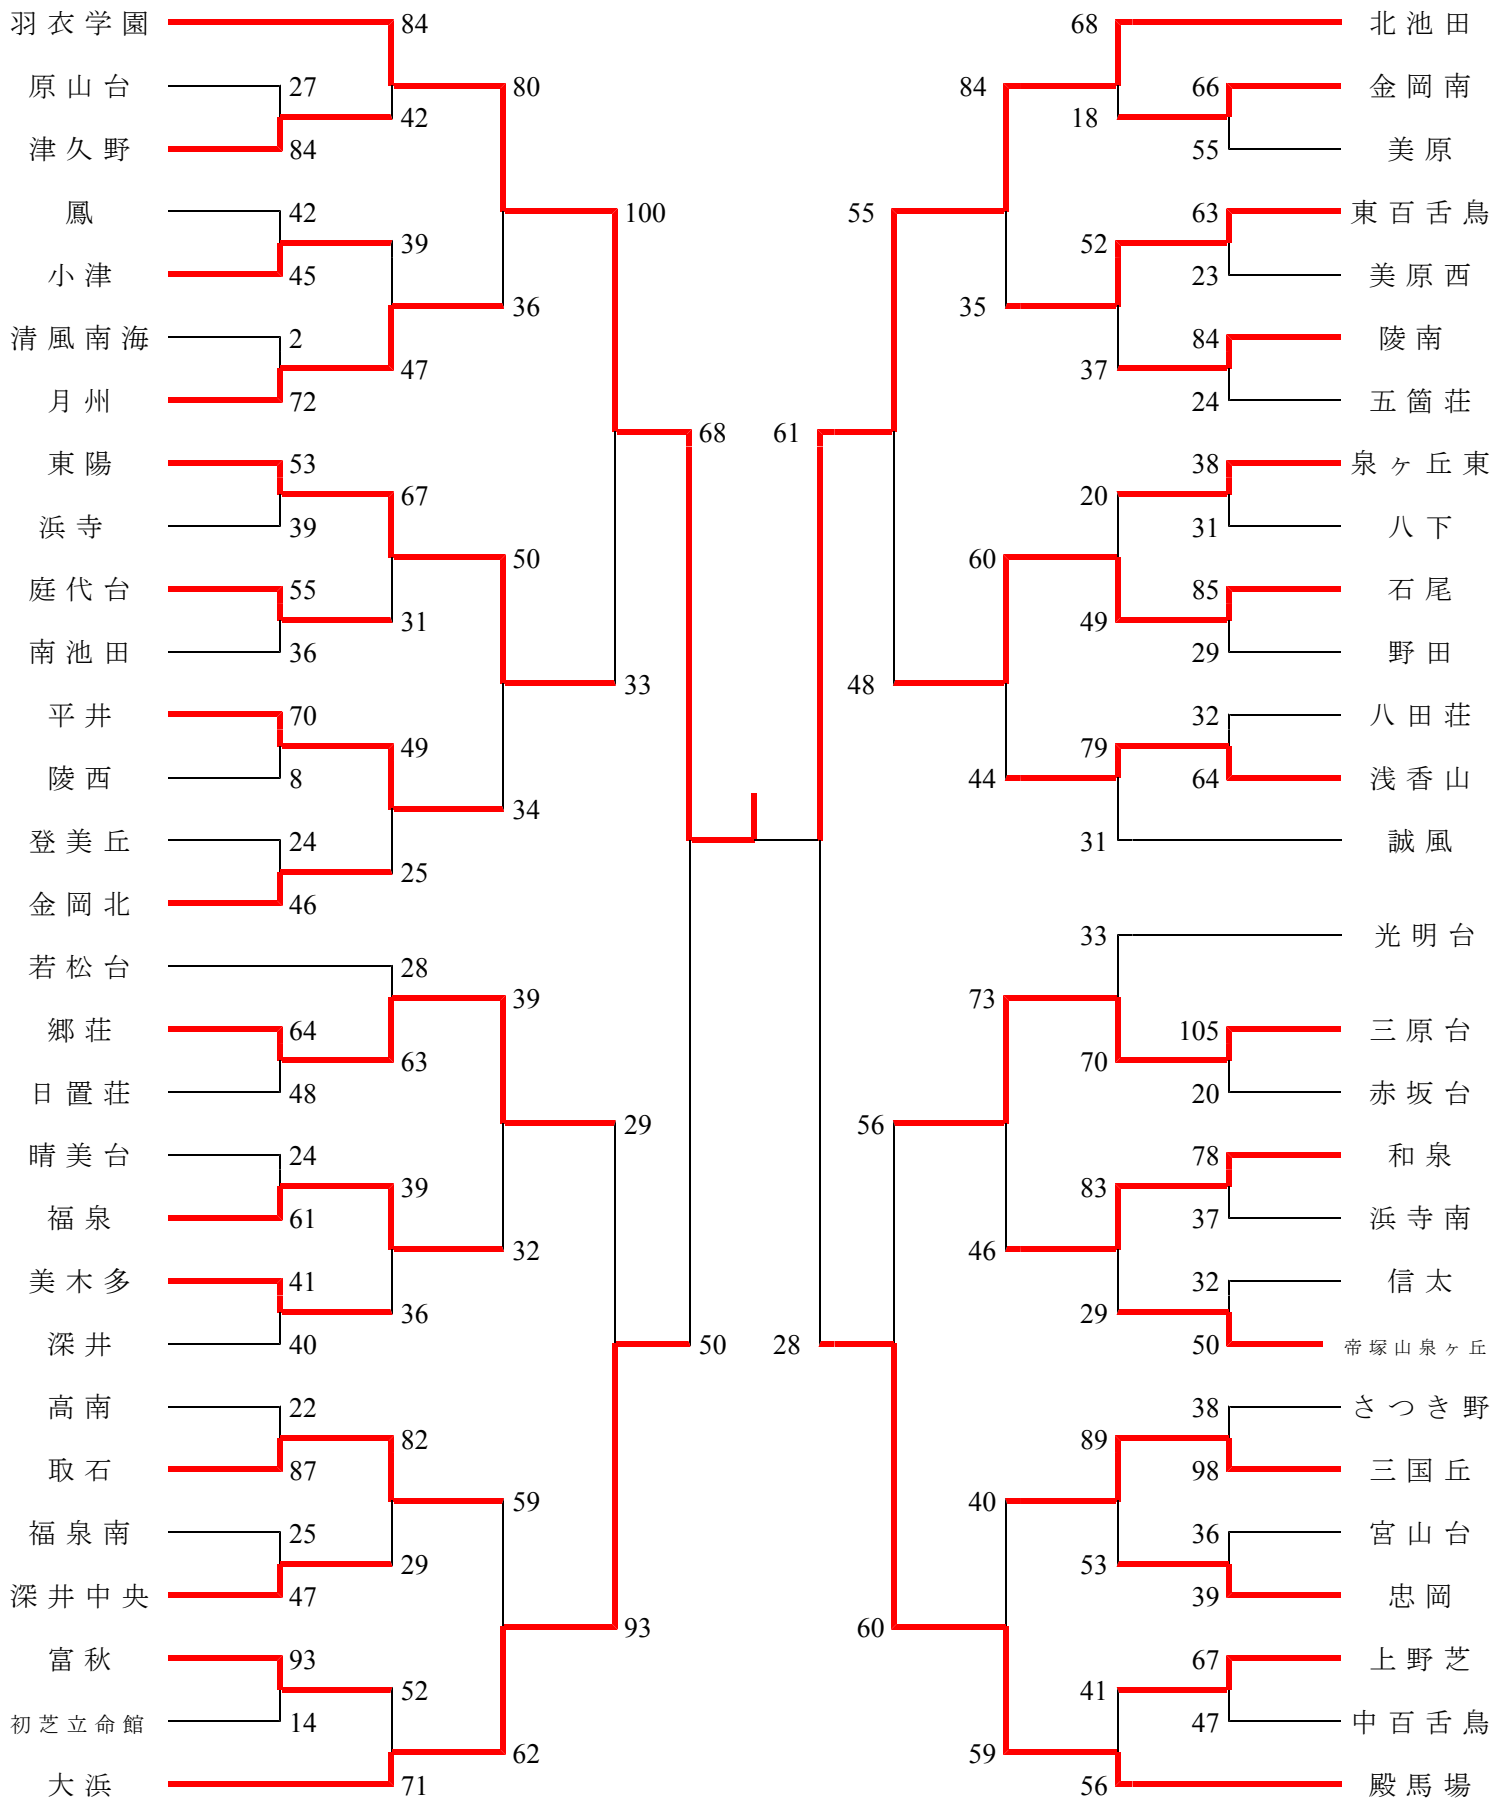 羽衣学園 84 68 北池田
原山台 27 80 84 66 金岡南
42 18
津久野 84 55 美原
鳳 42 100 55 63 東百舌鳥
39 52
小津 45 23 美原西
36 35
清風南海 2 84 陵南
47 37
月州 72 24 五箇荘
68 61
東陽 53 38 泉ヶ丘東
67 20
浜寺 39 31 八下
50 60
庭代台 55 85 石尾
31 49
南池田 36 29 野田
33 48
平井 70 32 八田荘
49 79
陵西 8 44 64 浅香山
34
登美丘 24 31 誠風
25
金岡北 46
33 光明台
若松台 28
39 73
郷荘 64 105 三原台
63 70
日置荘 48 20 赤坂台
29 56
晴美台 24 78 和泉
39 83
福泉 61 37 浜寺南
32 46
美木多 41 32 信太
36 29
深井 40 50 28 50 帝塚山泉ヶ丘
高南 22 38 さつき野
82 89
取石 87 98 三国丘
59 40
福泉南 25 36 宮山台
29 53
深井中央 47 39 忠岡
93 60
富秋 93 67 上野芝
52 41
初芝立命館 14 47 中百舌鳥
62 59
大浜 71 56 殿馬場